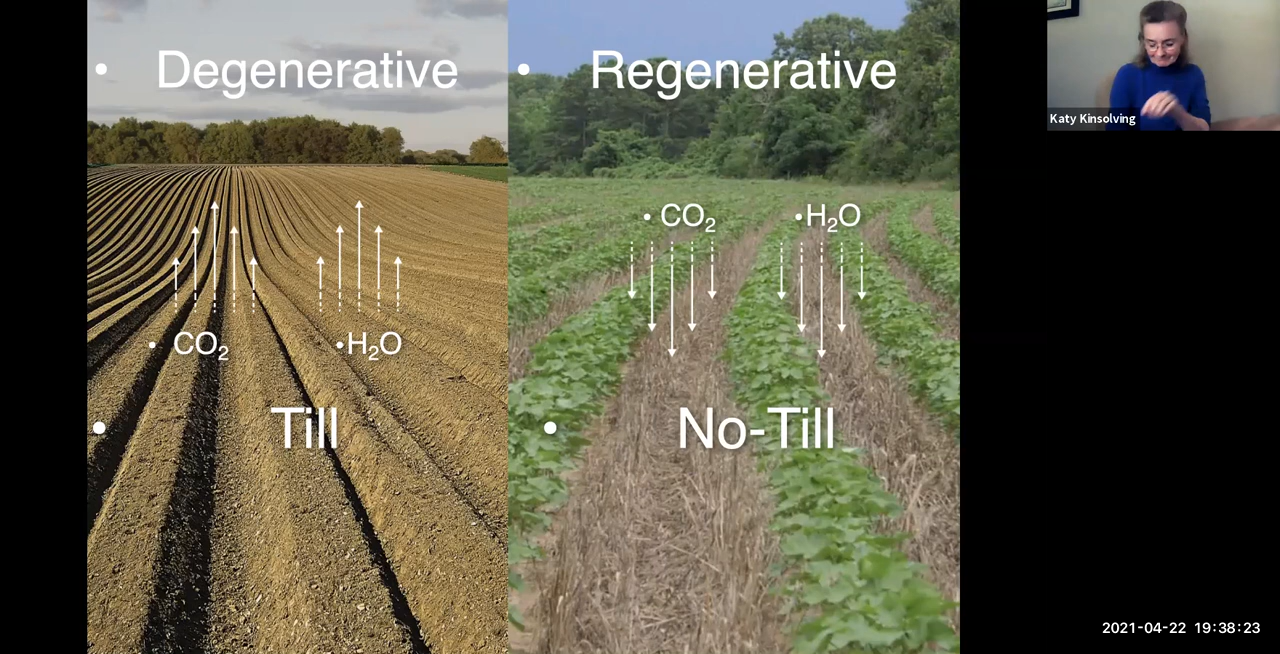 • Degenerative
• CO₂
• H₂O
• Till
• Regenerative
• CO₂
• H₂O
• No-Till
Katy Kinsolving
2021-04-22 19:38:23